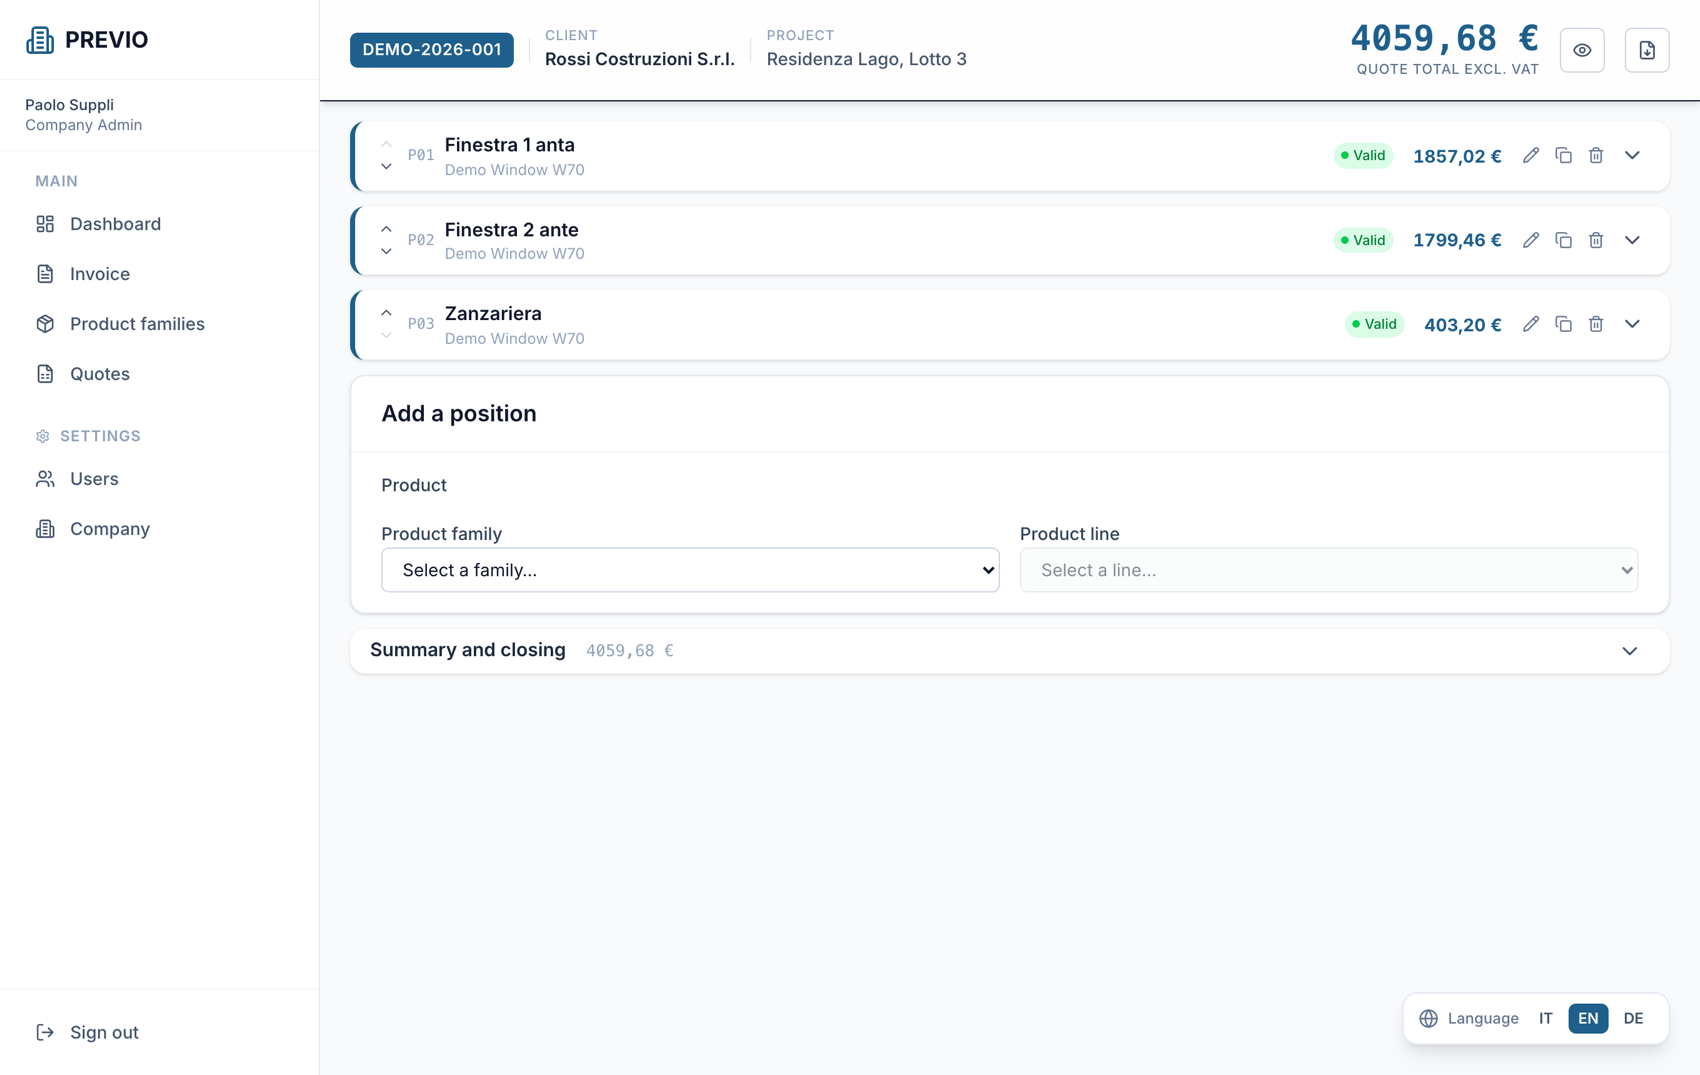 PREVIO
Paolo Suppli
Company Admin
MAIN
Dashboard
Invoice
Product families
Quotes
SETTINGS
Users
Company
Sign out
DEMO-2026-001
CLIENT
Rossi Costruzioni S.r.l.
PROJECT
Residenza Lago, Lotto 3
4059,68 €
QUOTE TOTAL EXCL. VAT
P01
Finestra 1 anta
Demo Window W70
Valid
1857,02 €
P02
Finestra 2 ante
Demo Window W70
Valid
1799,46 €
P03
Zanzariera
Demo Window W70
Valid
403,20 €
Add a position
Product
Product family
Select a family...
Product line
Select a line...
Summary and closing 4059,68 €
Language IT EN DE